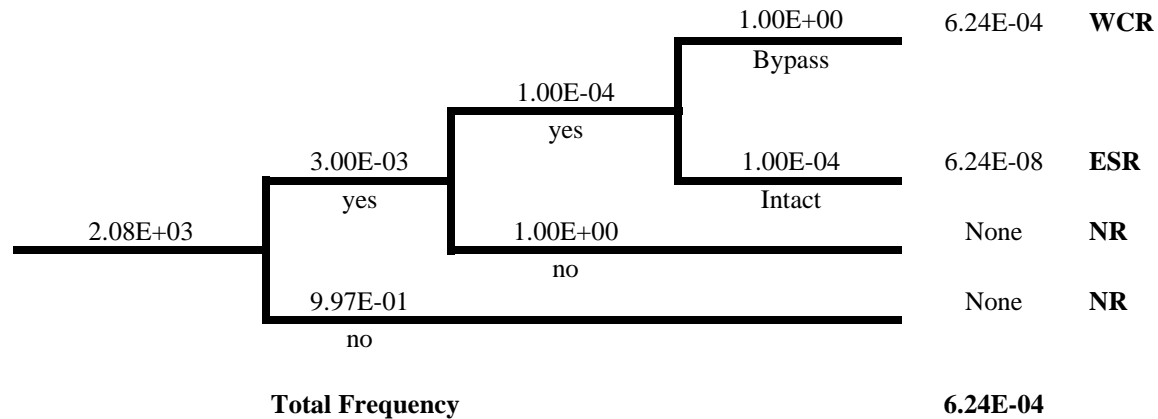 1.00E+00 6.24E-04 WCR
Bypass
1.00E-04
yes
3.00E-03 1.00E-04 6.24E-08 ESR
yes Intact
2.08E+03 1.00E+00 None NR
no
9.97E-01 None NR
no
Total Frequency 6.24E-04